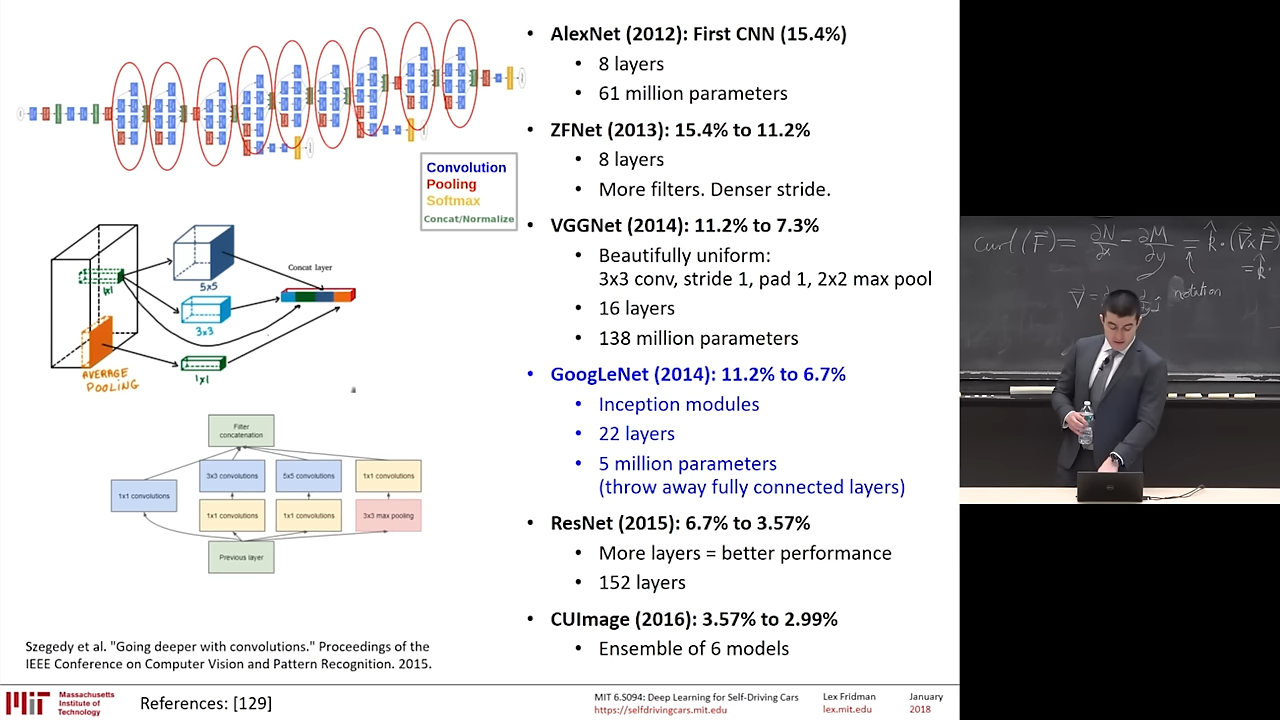 Convolution
Pooling
Softmax
Concat/Normalize
1x1
5x5
3x3
1x1
AVERAGE
POOLING
Concat layer
Filter
concatenation
3x3 convolutions
5x5 convolutions
1x1 convolutions
1x1 convolutions
1x1 convolutions
1x1 convolutions
3x3 max pooling
Previous layer
Szegedy et al. "Going deeper with convolutions." Proceedings of the
IEEE Conference on Computer Vision and Pattern Recognition. 2015.
• AlexNet (2012): First CNN (15.4%)
• 8 layers
• 61 million parameters
• ZFNet (2013): 15.4% to 11.2%
• 8 layers
• More filters. Denser stride.
• VGGNet (2014): 11.2% to 7.3%
• Beautifully uniform:
3x3 conv, stride 1, pad 1, 2x2 max pool
• 16 layers
• 138 million parameters
• GoogLeNet (2014): 11.2% to 6.7%
• Inception modules
• 22 layers
• 5 million parameters
(throw away fully connected layers)
• ResNet (2015): 6.7% to 3.57%
• More layers = better performance
• 152 layers
• CUImage (2016): 3.57% to 2.99%
• Ensemble of 6 models
MIT
Massachusetts
Institute of
Technology
References: [129]
MIT 6.S094: Deep Learning for Self-Driving Cars
https://selfdrivingcars.mit.edu
Lex Fridman
lex.mit.edu
January
2018
curl (F⃗) = ∂N/∂x - ∂M/∂y = k̂ · (∇⃗ x F⃗)
= k̂ ·
notation